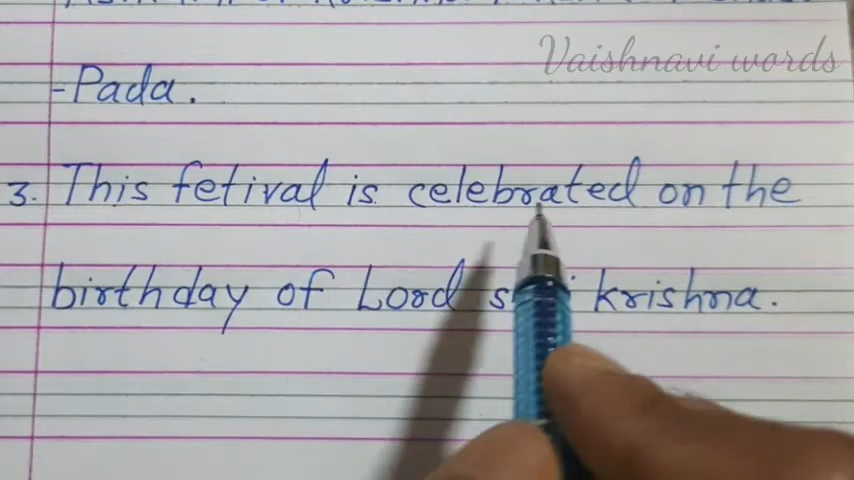 Vaishnavi words
-Pada.
3. This fetival is celebrated on the
birthday of Lord krishna.